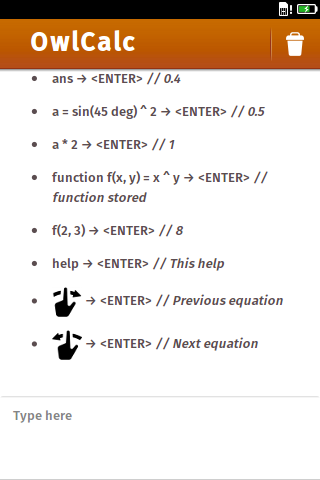 OwlCalc
• ans → <ENTER> // 0.4
• a = sin(45 deg) ^ 2 → <ENTER> // 0.5
• a * 2 → <ENTER> // 1
• function f(x, y) = x ^ y → <ENTER> //
function stored
• f(2, 3) → <ENTER> // 8
• help → <ENTER> // This help
• → <ENTER> // Previous equation
• → <ENTER> // Next equation
Type here